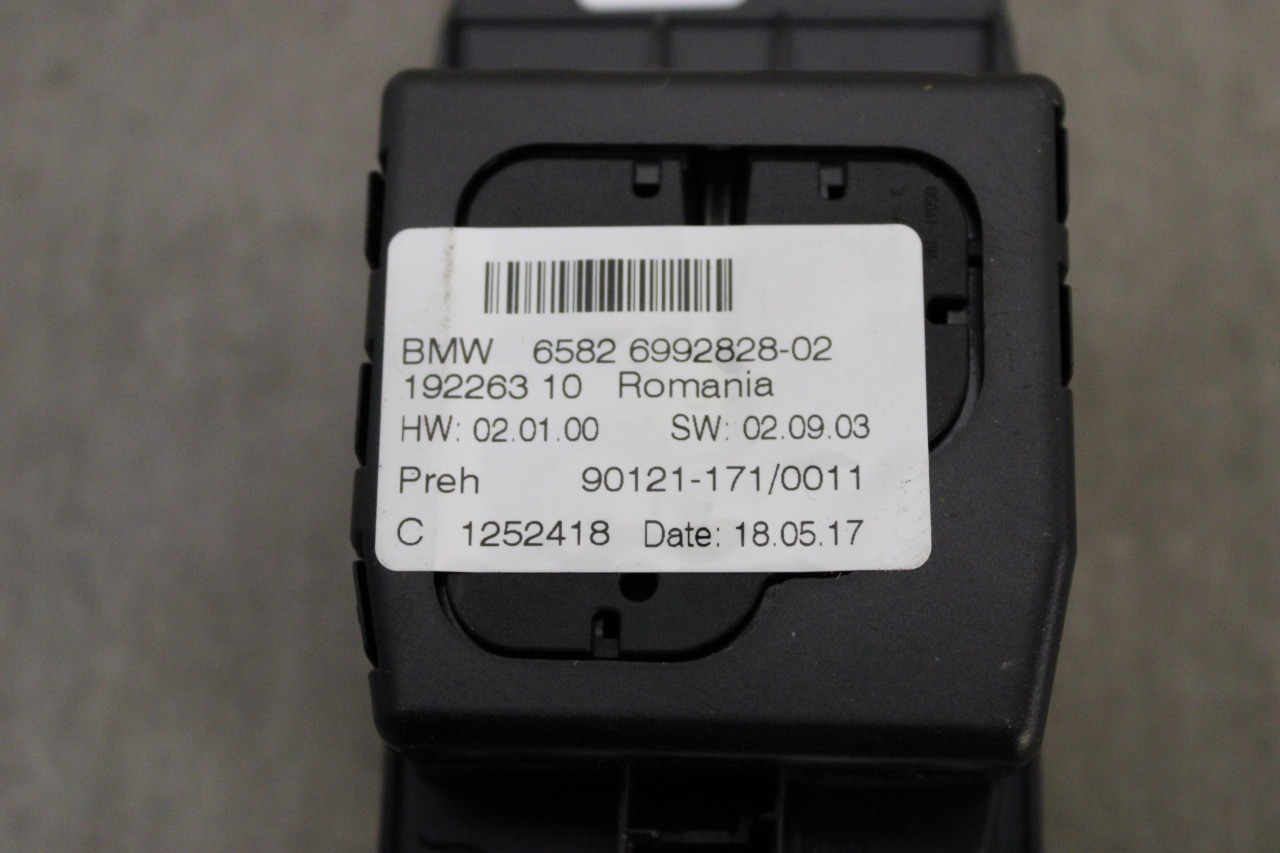 BMW 6582 6992828-02
192263 10 Romania
HW: 02.01.00 SW: 02.09.03
Preh 90121-171/0011
C 1252418 Date: 18.05.17